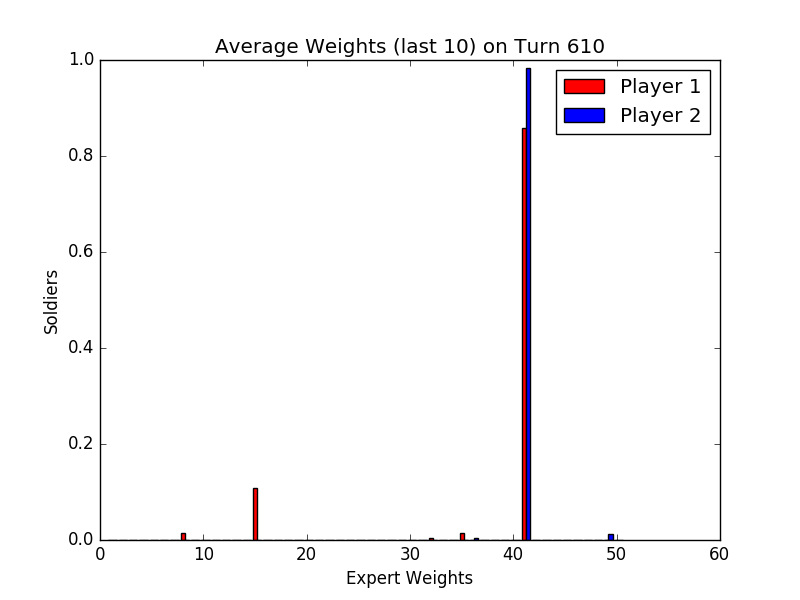 Average Weights (last 10) on Turn 610
1.0
0.8
0.6
0.4
0.2
0.0
Soldiers
Player 1
Player 2
0 10 20 30 40 50 60
Expert Weights